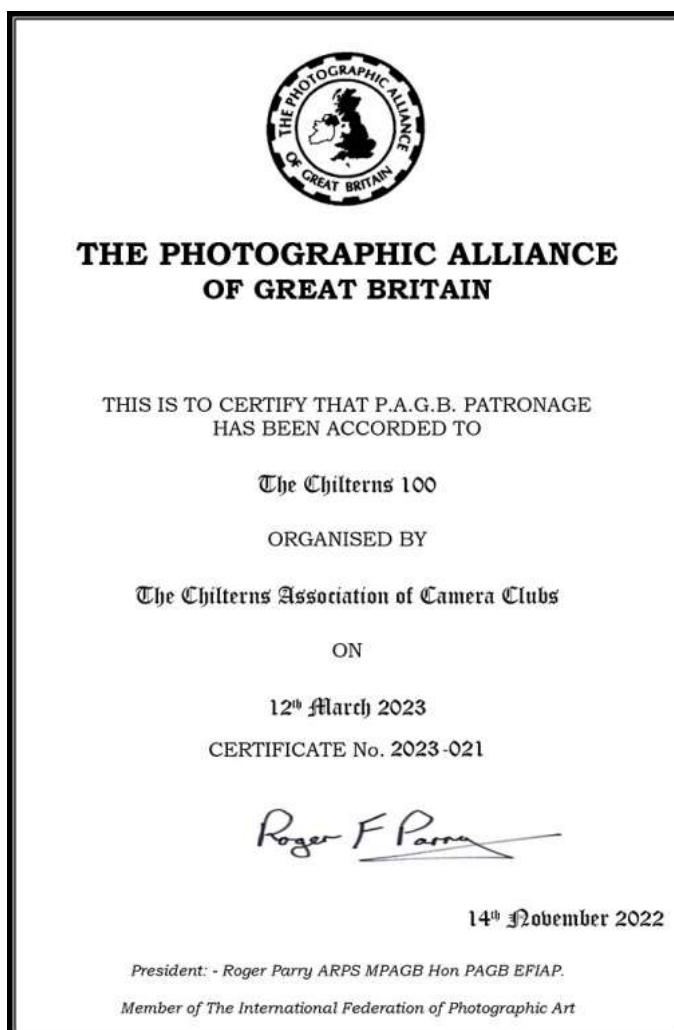 THE PHOTOGRAPHIC ALLIANCE
OF GREAT BRITAIN
THE PHOTOGRAPHIC ALLIANCE
OF GREAT BRITAIN
THIS IS TO CERTIFY THAT P.A.G.B. PATRONAGE
HAS BEEN ACCORDED TO
The Chilterns 100
ORGANISED BY
The Chilterns Association of Camera Clubs
ON
12th March 2023
CERTIFICATE No. 2023-021
Roger F Parry
14th November 2022
President: - Roger Parry ARPS MPAGB Hon PAGB EFIAP.
Member of The International Federation of Photographic Art